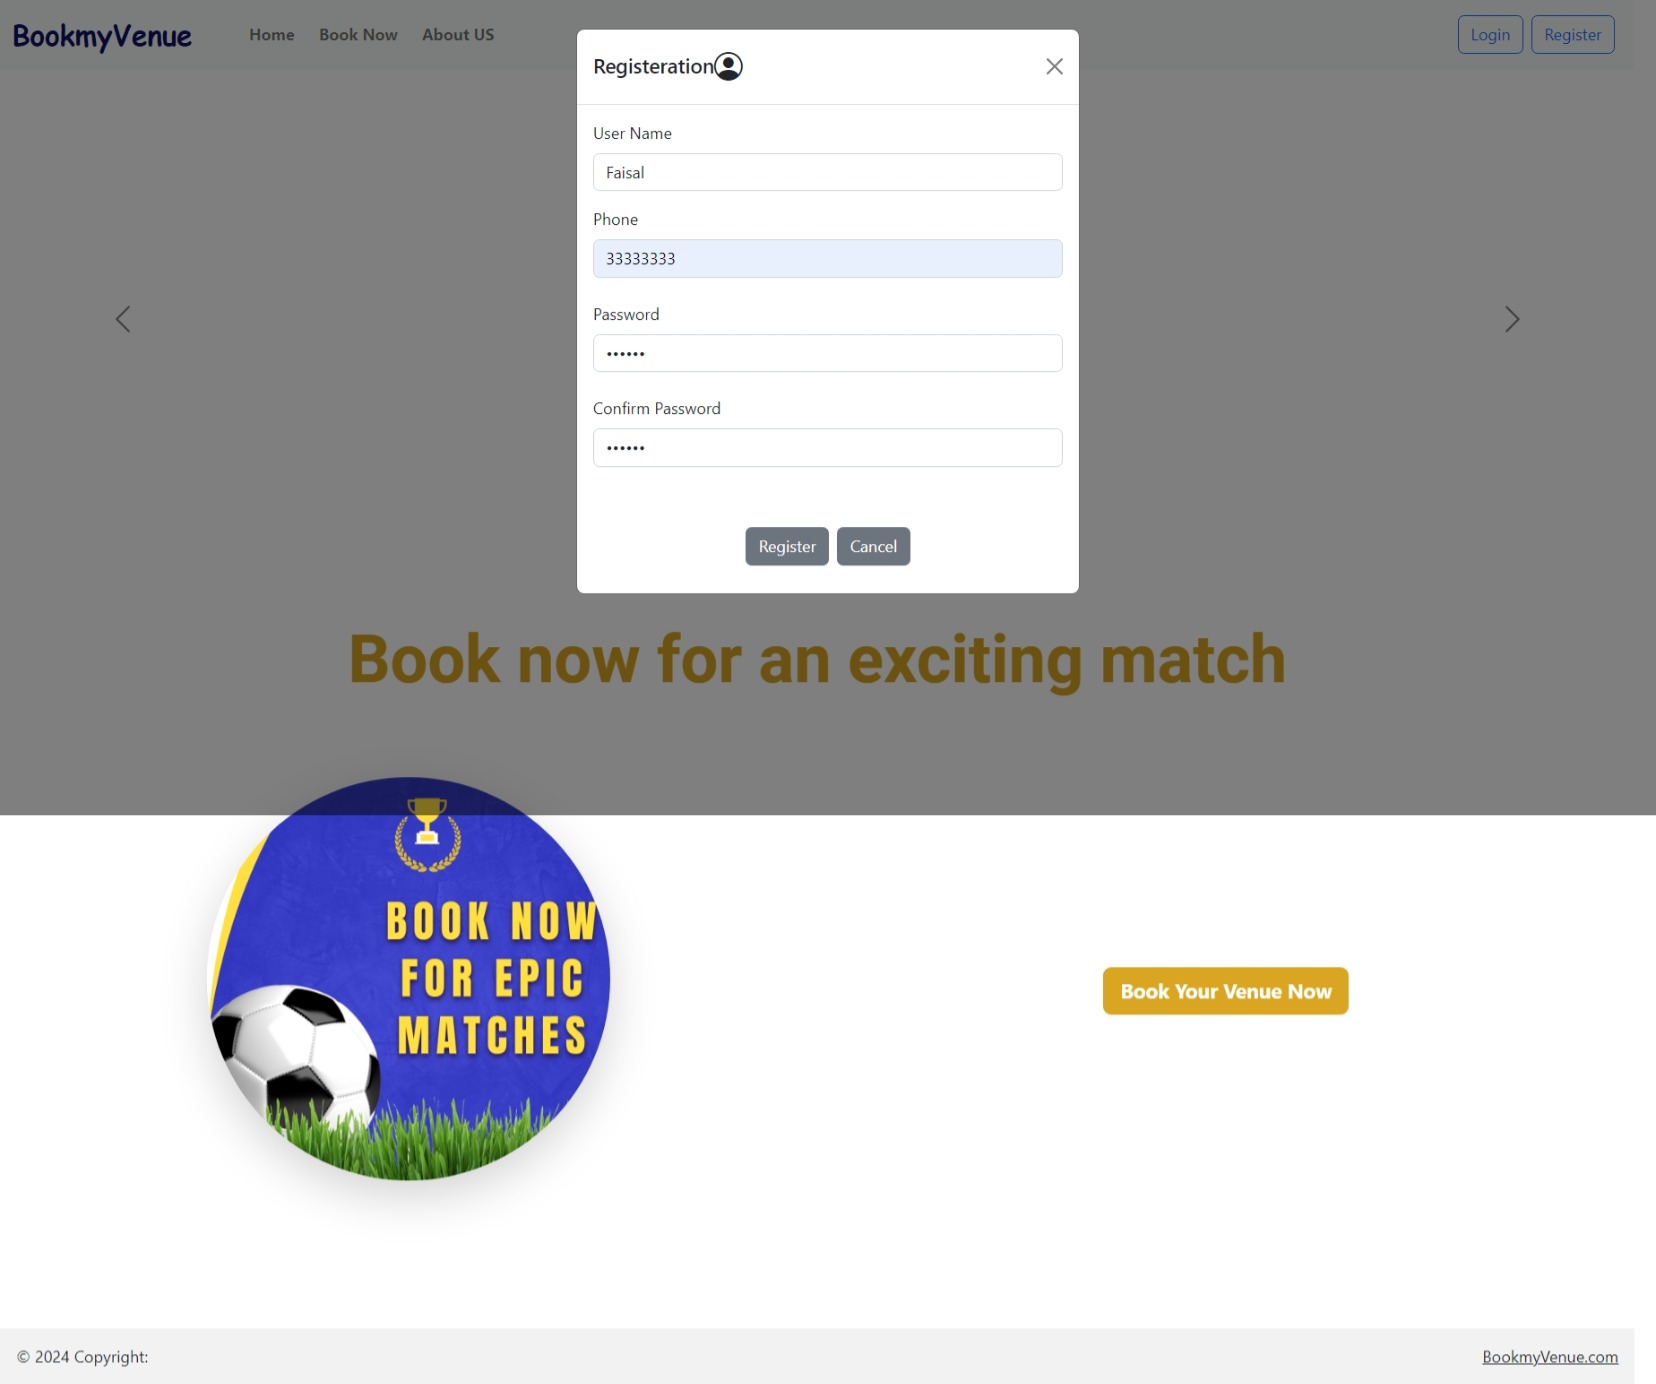 BookmyVenue
Home Book Now About US
Login Register
Registeration
User Name
Faisal
Phone
33333333
Password
••••••
Confirm Password
••••••
Register Cancel
Book now for an exciting match
BOOK NOW
FOR EPIC
MATCHES
Book Your Venue Now
© 2024 Copyright:
BookmyVenue.com